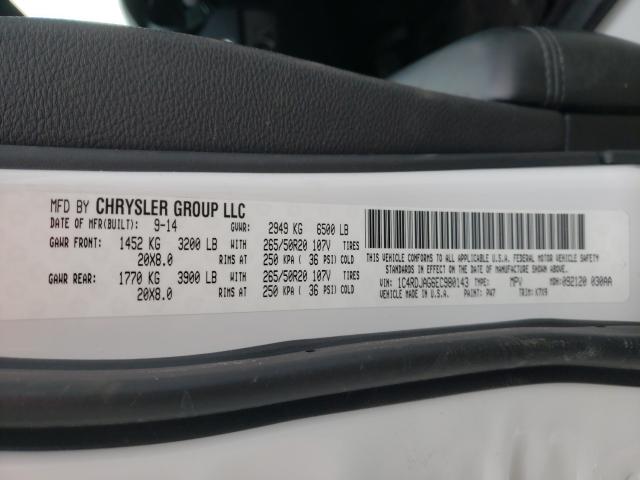 MFD BY CHRYSLER GROUP LLC
DATE OF MFR(BUILT): 9-14 GVWR: 2949 KG 6500 LB
GAWR FRONT: 1452 KG 3200 LB WITH 265/50R20 107V TIRES
20X8.0 RIMS AT 250 KPA ( 36 PSI) COLD
GAWR REAR: 1770 KG 3900 LB WITH 265/50R20 107V TIRES
20X8.0 RIMS AT 250 KPA ( 36 PSI) COLD
THIS VEHICLE CONFORMS TO ALL APPLICABLE U.S.A. FEDERAL MOTOR VEHICLE SAFETY
STANDARDS IN EFFECT ON THE DATE OF MANUFACTURE SHOWN ABOVE.
VIN: 1C4RDJAG6EC980143 TYPE: MPV MDH: 092120 030AA
VEHICLE MADE IN U.S.A. PAINT: PW7 TRIM: K7X9